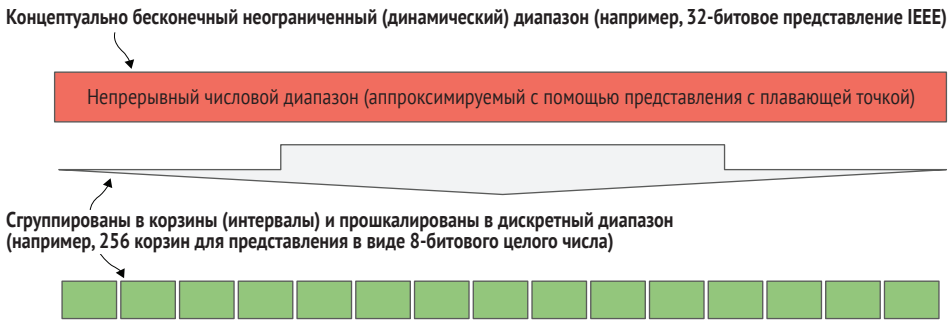 Концептуально бесконечный неограниченный (динамический) диапазон (например, 32-битовое представление IEEE)
Непрерывный числовой диапазон (аппроксимируемый с помощью представления с плавающей точкой)
Сгруппированы в корзины (интервалы) и прошкалированы в дискретный диапазон
(например, 256 корзин для представления в виде 8-битового целого числа)